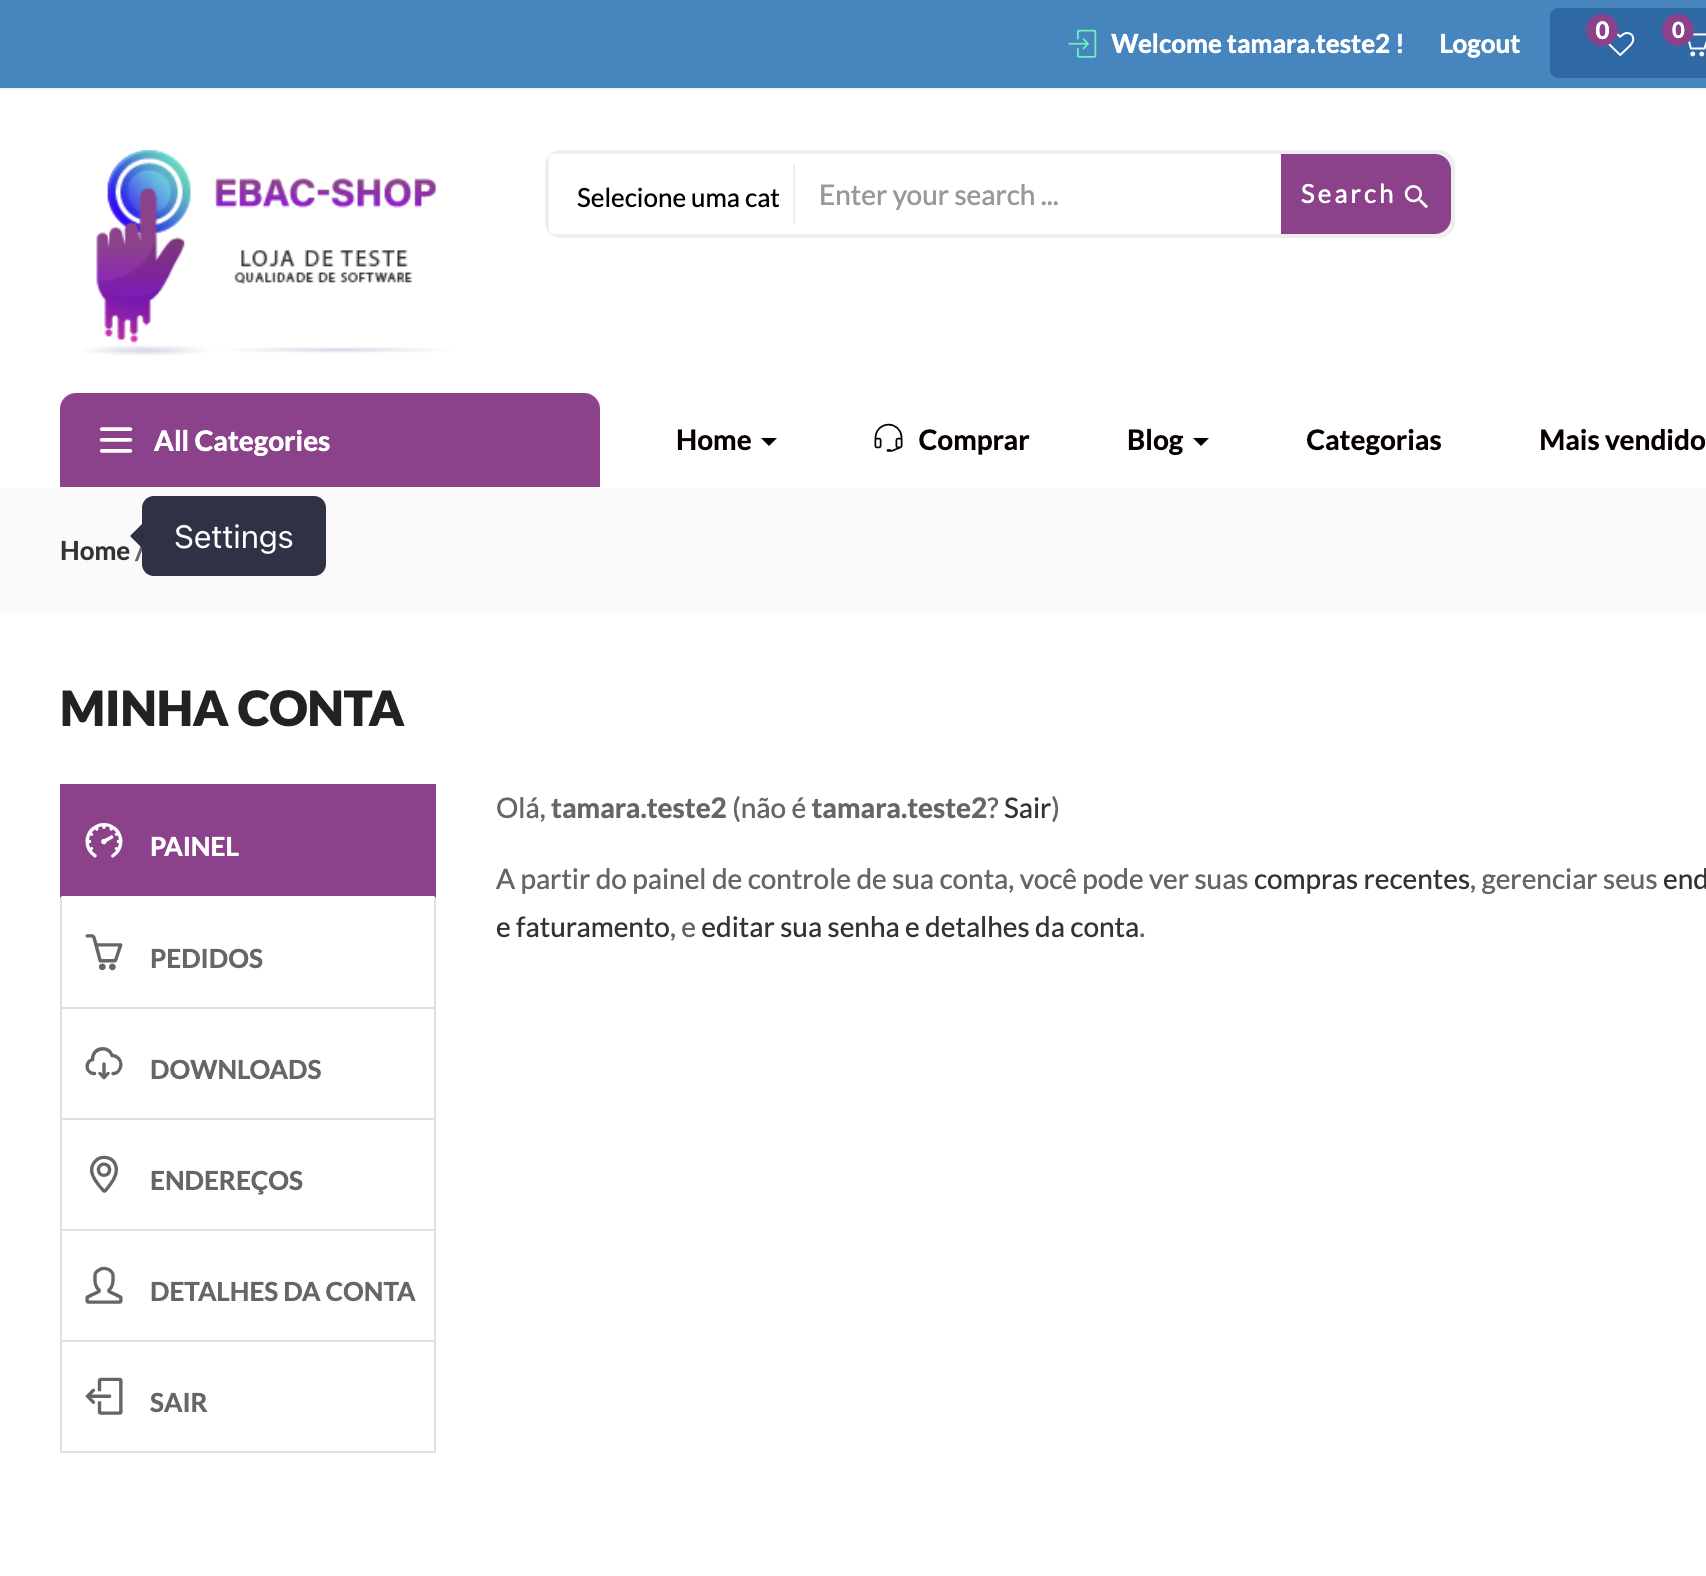 Welcome tamara.teste2 ! Logout 0 0
EBAC-SHOP
LOJA DE TESTE
QUALIDADE DE SOFTWARE
Selecione uma cat Enter your search ... Search
All Categories Home Comprar Blog Categorias Mais vendido
Home / Settings
MINHA CONTA
PAINEL
PEDIDOS
DOWNLOADS
ENDEREÇOS
DETALHES DA CONTA
SAIR
Olá, tamara.teste2 (não é tamara.teste2? Sair)
A partir do painel de controle de sua conta, você pode ver suas compras recentes, gerenciar seus end
e faturamento, e editar sua senha e detalhes da conta.